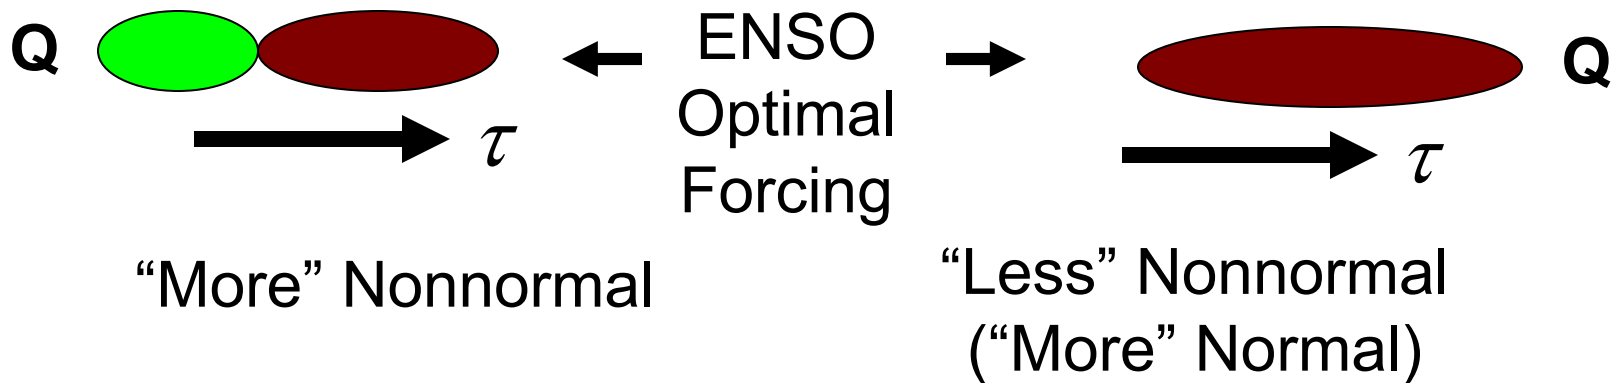 Q
ENSO
Optimal
Forcing
Q
τ
τ
“More” Nonnormal
“Less” Nonnormal
(“More” Normal)